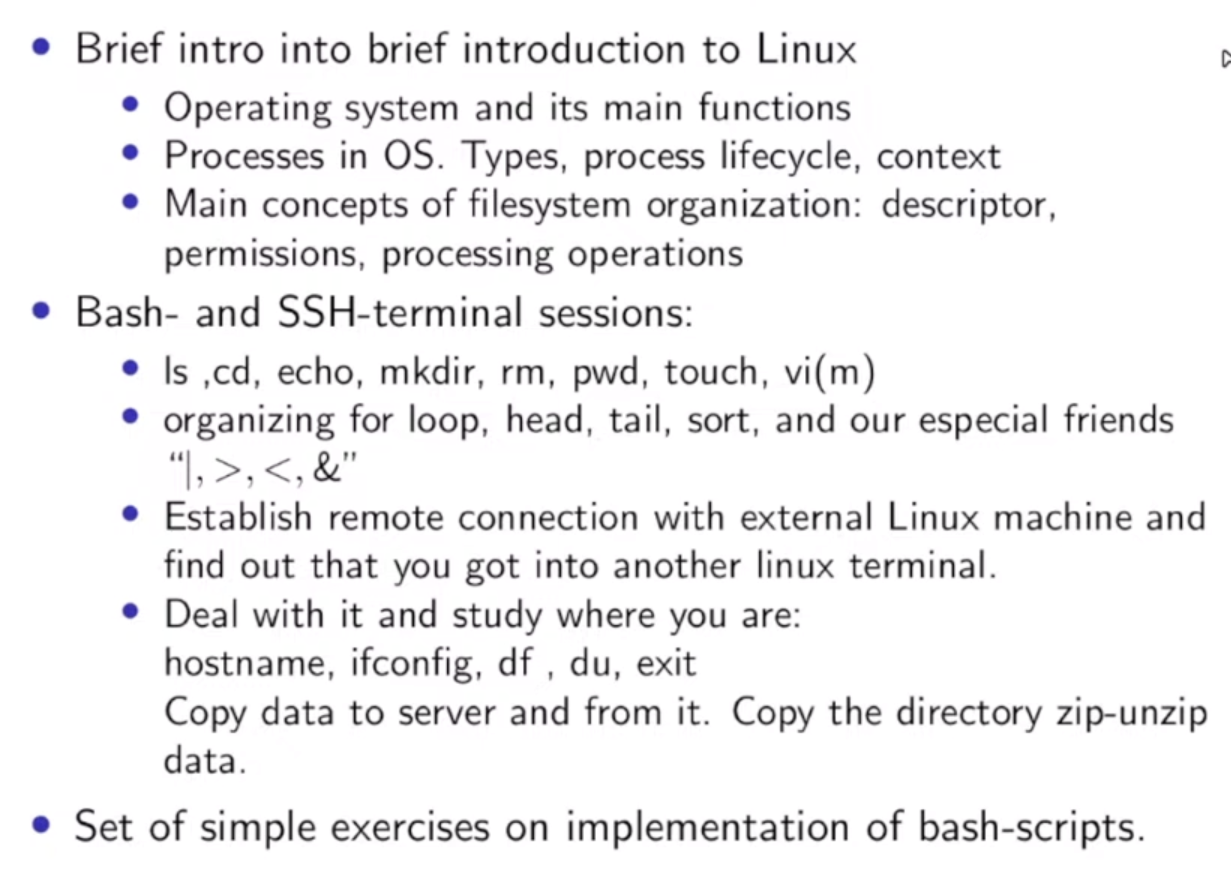 Brief intro into brief introduction to Linux
Operating system and its main functions
Processes in OS. Types, process lifecycle, context
Main concepts of filesystem organization: descriptor,
permissions, processing operations
Bash- and SSH-terminal sessions:
ls ,cd, echo, mkdir, rm, pwd, touch, vi(m)
organizing for loop, head, tail, sort, and our especial friends
“|, >, <, &”
Establish remote connection with external Linux machine and
find out that you got into another linux terminal.
Deal with it and study where you are:
hostname, ifconfig, df , du, exit
Copy data to server and from it. Copy the directory zip-unzip
data.
Set of simple exercises on implementation of bash-scripts.